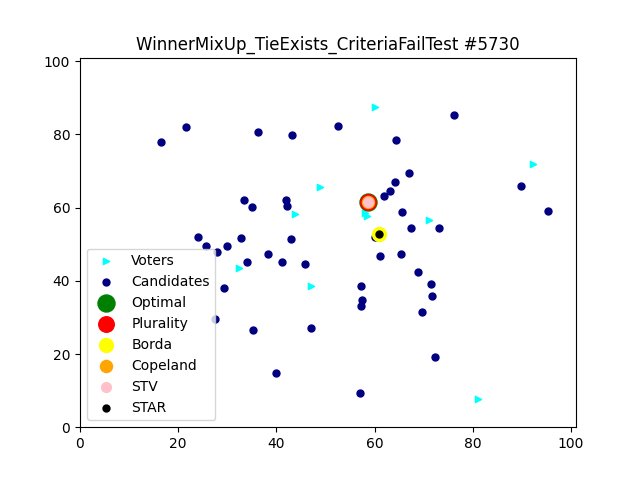 WinnerMixUp_TieExists_CriteriaFailTest #5730
100
80
60
40
20
0
Voters
Candidates
Optimal
Plurality
Borda
Copeland
STV
STAR
0 20 40 60 80 100